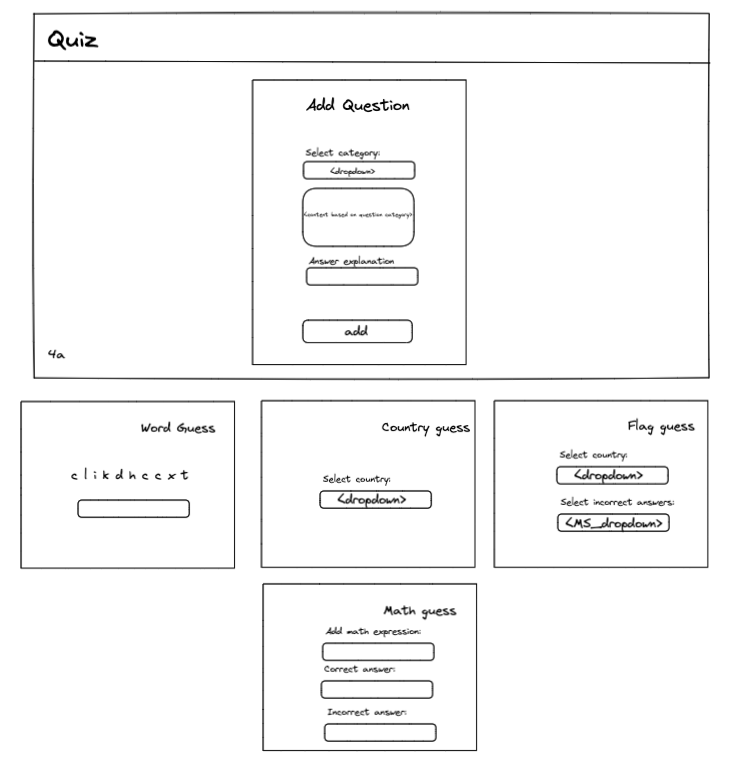 Quiz
Add Question
Select category:
<dropdown>
<content based on question category>
Answer explanation
add
4a
Word Guess
c l i k d h c c x t
Country guess
Select country:
<dropdown>
Flag guess
Select country:
<dropdown>
Select incorrect answers:
<MS_dropdown>
Math guess
Add math expression:
Correct answer:
Incorrect answer: